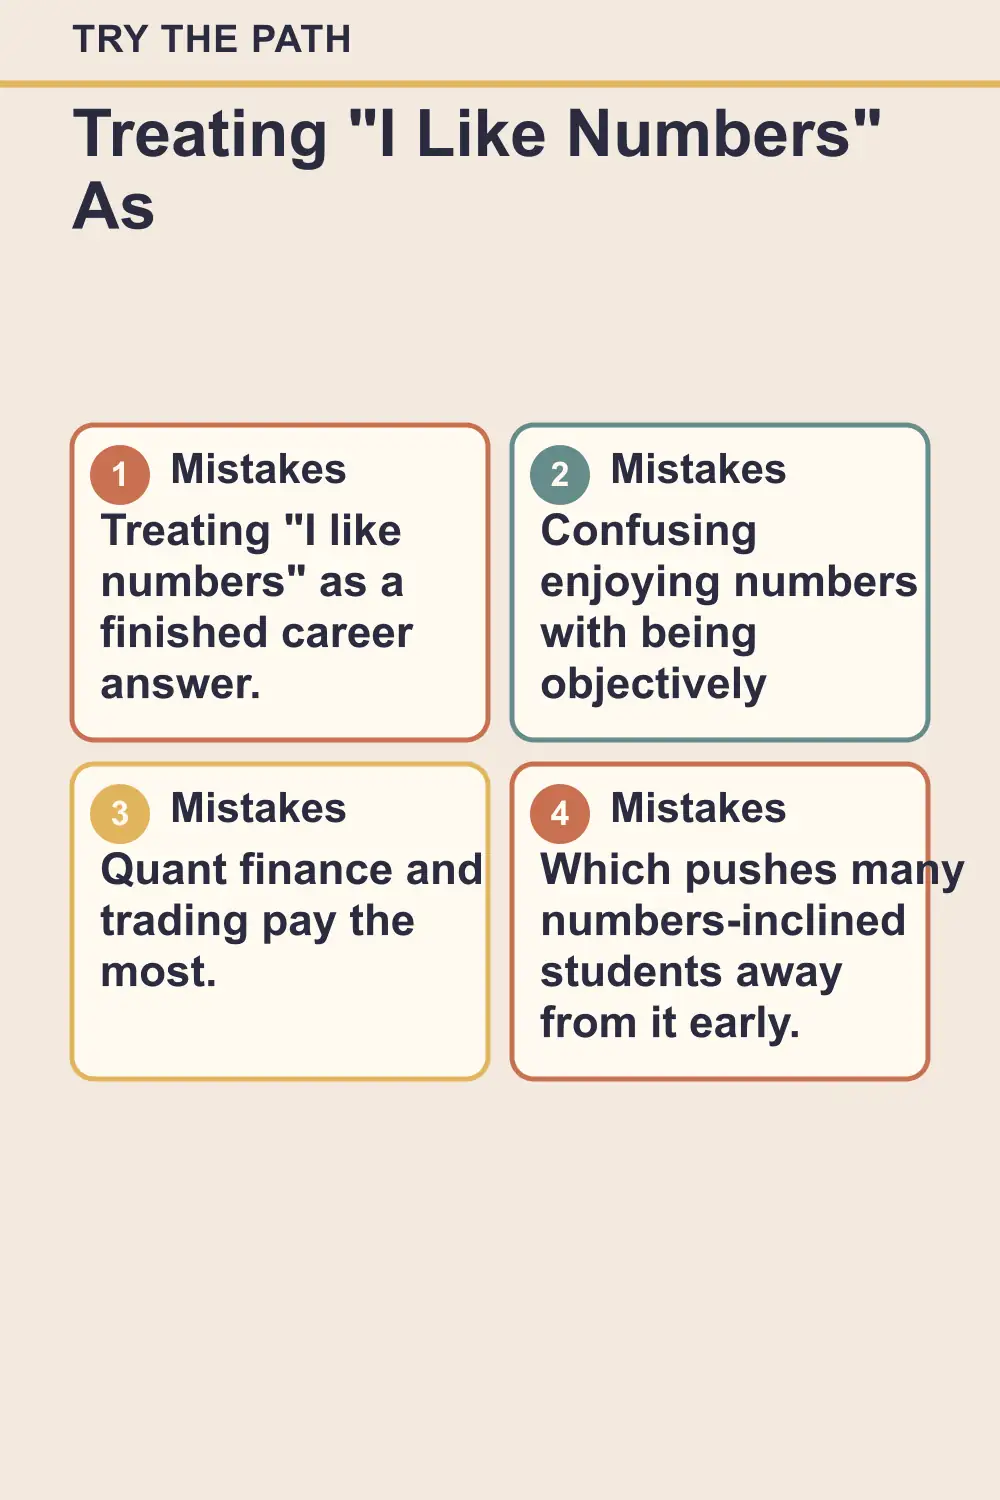 TRY THE PATH
Treating "I Like Numbers"
As
1 Mistakes
Treating "I like
numbers" as a
finished career
answer.
2 Mistakes
Confusing
enjoying numbers
with being
objectively
3 Mistakes
Quant finance and
trading pay the
most.
4 Mistakes
Which pushes many
numbers-inclined
students away
from it early.